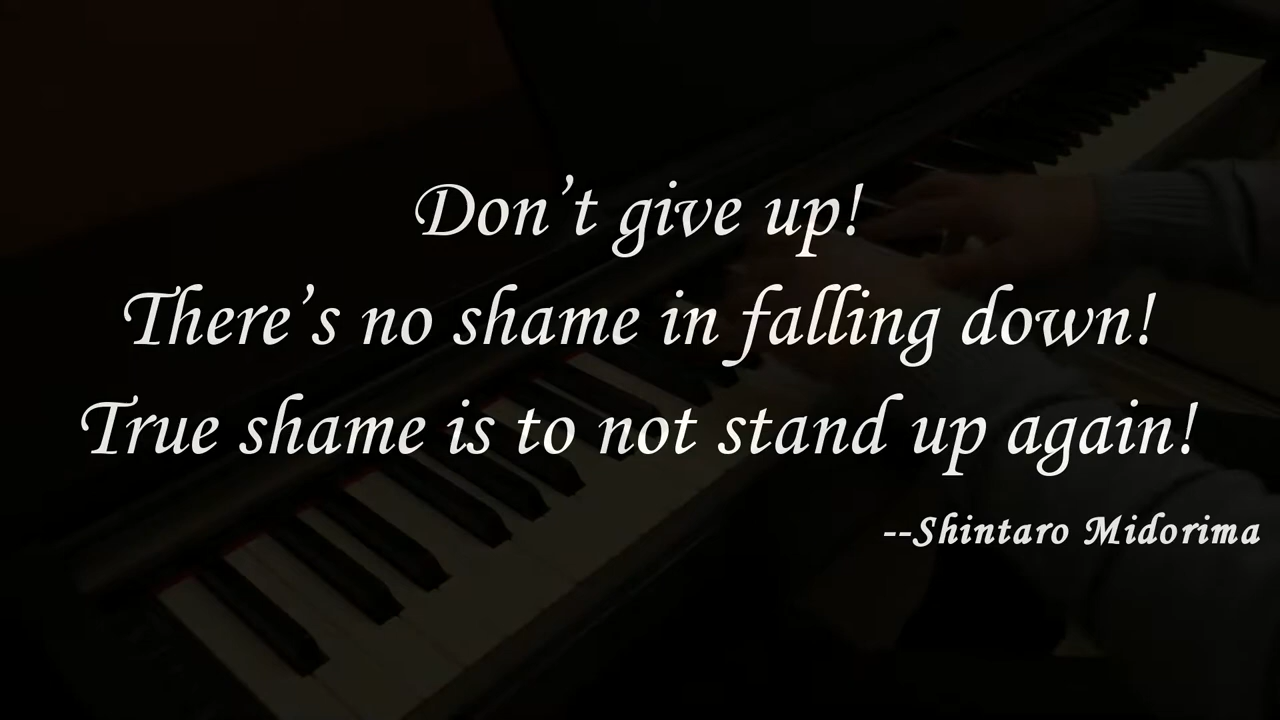 Don't give up!
There's no shame in falling down!
True shame is to not stand up again!
--Shintaro Midorima